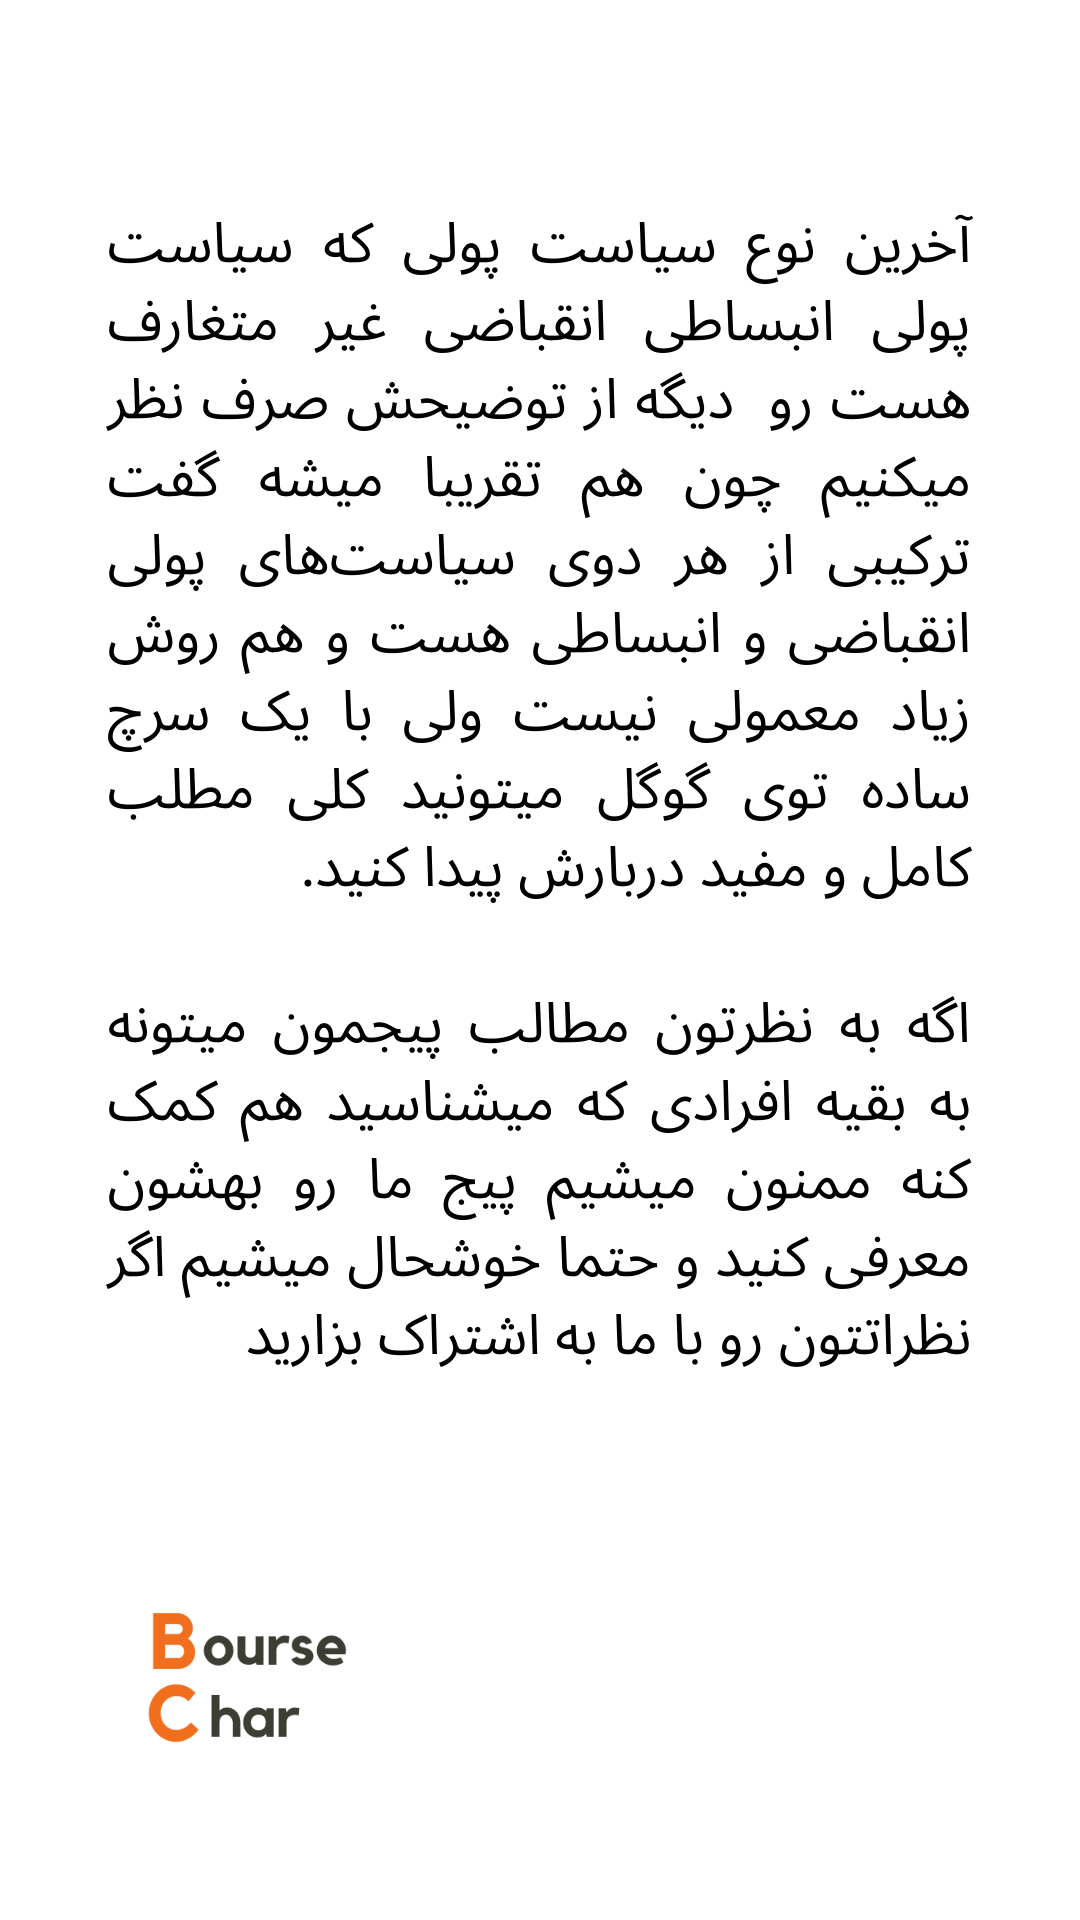 آخرین نوع سیاست پولی که سیاست
پولی انبساطی انقباضی غیر متغارف
هست رو  دیگه از توضیحش صرف نظر
میکنیم چون هم تقریبا میشه گفت
ترکیبی از هر دوی سیاست‌های پولی
انقباضی و انبساطی هست و هم روش
زیاد معمولی نیست ولی با یک سرچ
ساده توی گوگل میتونید کلی مطلب
کامل و مفید دربارش پیدا کنید.
اگه به نظرتون مطالب پیجمون میتونه
به بقیه افرادی که میشناسید هم کمک
کنه ممنون میشیم پیج ما رو بهشون
معرفی کنید و حتما خوشحال میشیم اگر
نظراتتون رو با ما به اشتراک بزارید
Bourse
Char